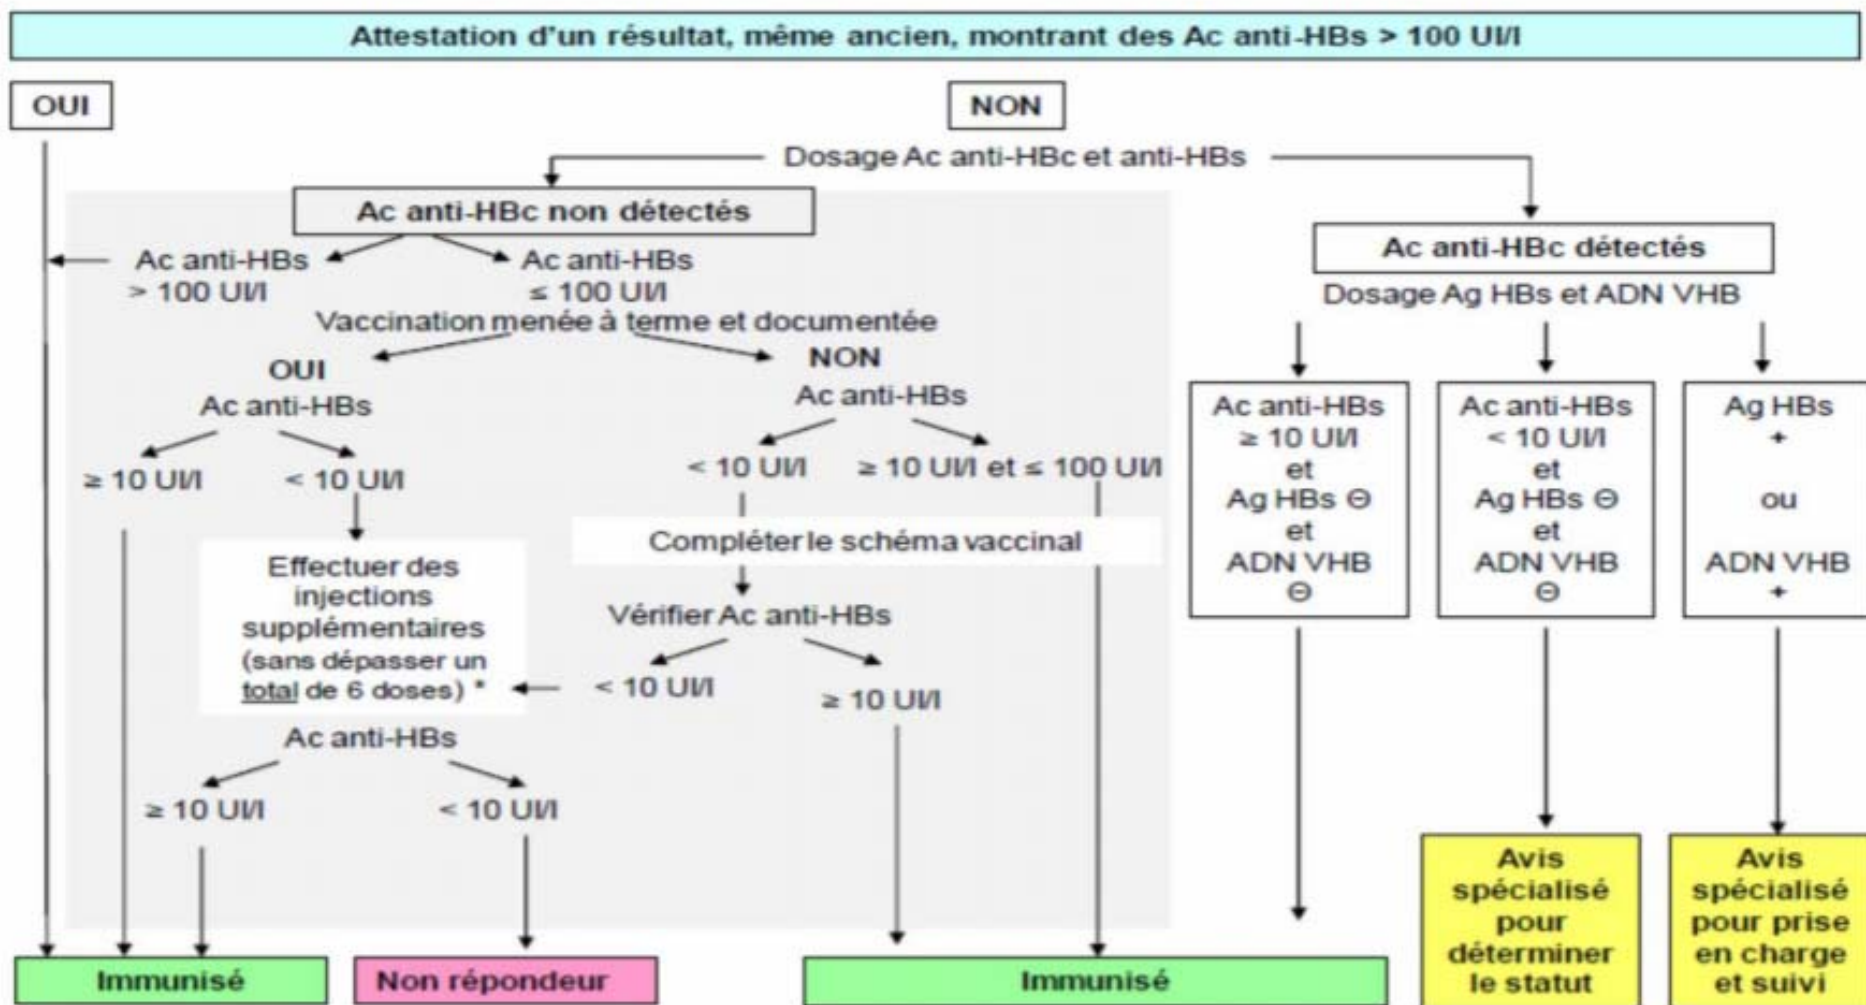 Attestation d'un résultat, même ancien, montrant des Ac anti-HBs > 100 UI/l
OUI
NON
Dosage Ac anti-HBc et anti-HBs
Ac anti-HBc non détectés
Ac anti-HBs
> 100 UI/l
Ac anti-HBs
≤ 100 UI/l
Vaccination menée à terme et documentée
OUI
Ac anti-HBs
≥ 10 UI/l
< 10 UI/l
NON
Ac anti-HBs
< 10 UI/l
≥ 10 UI/l et ≤ 100 UI/l
Effectuer des
injections
supplémentaires
(sans dépasser un
total de 6 doses) *
Compléter le schéma vaccinal
Vérifier Ac anti-HBs
< 10 UI/l
≥ 10 UI/l
Ac anti-HBs
≥ 10 UI/l
< 10 UI/l
Ac anti-HBc détectés
Dosage Ag HBs et ADN VHB
Ac anti-HBs
≥ 10 UI/l
et
Ag HBs ⊖
et
ADN VHB
⊖
Ac anti-HBs
< 10 UI/l
et
Ag HBs ⊖
et
ADN VHB
⊖
Ag HBs
+
ou
ADN VHB
+
Immunisé
Non répondeur
Immunisé
Avis
spécialisé
pour
déterminer
le statut
Avis
spécialisé
pour prise
en charge
et suivi